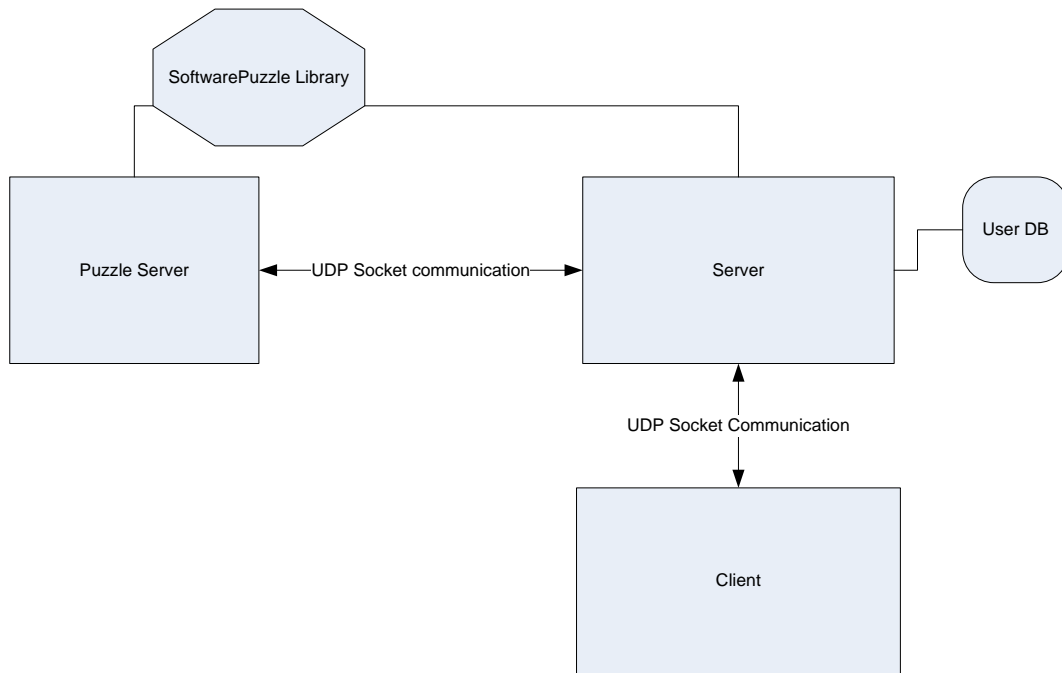 SoftwarePuzzle Library
Puzzle Server
UDP Socket communication
Server
User DB
UDP Socket Communication
Client